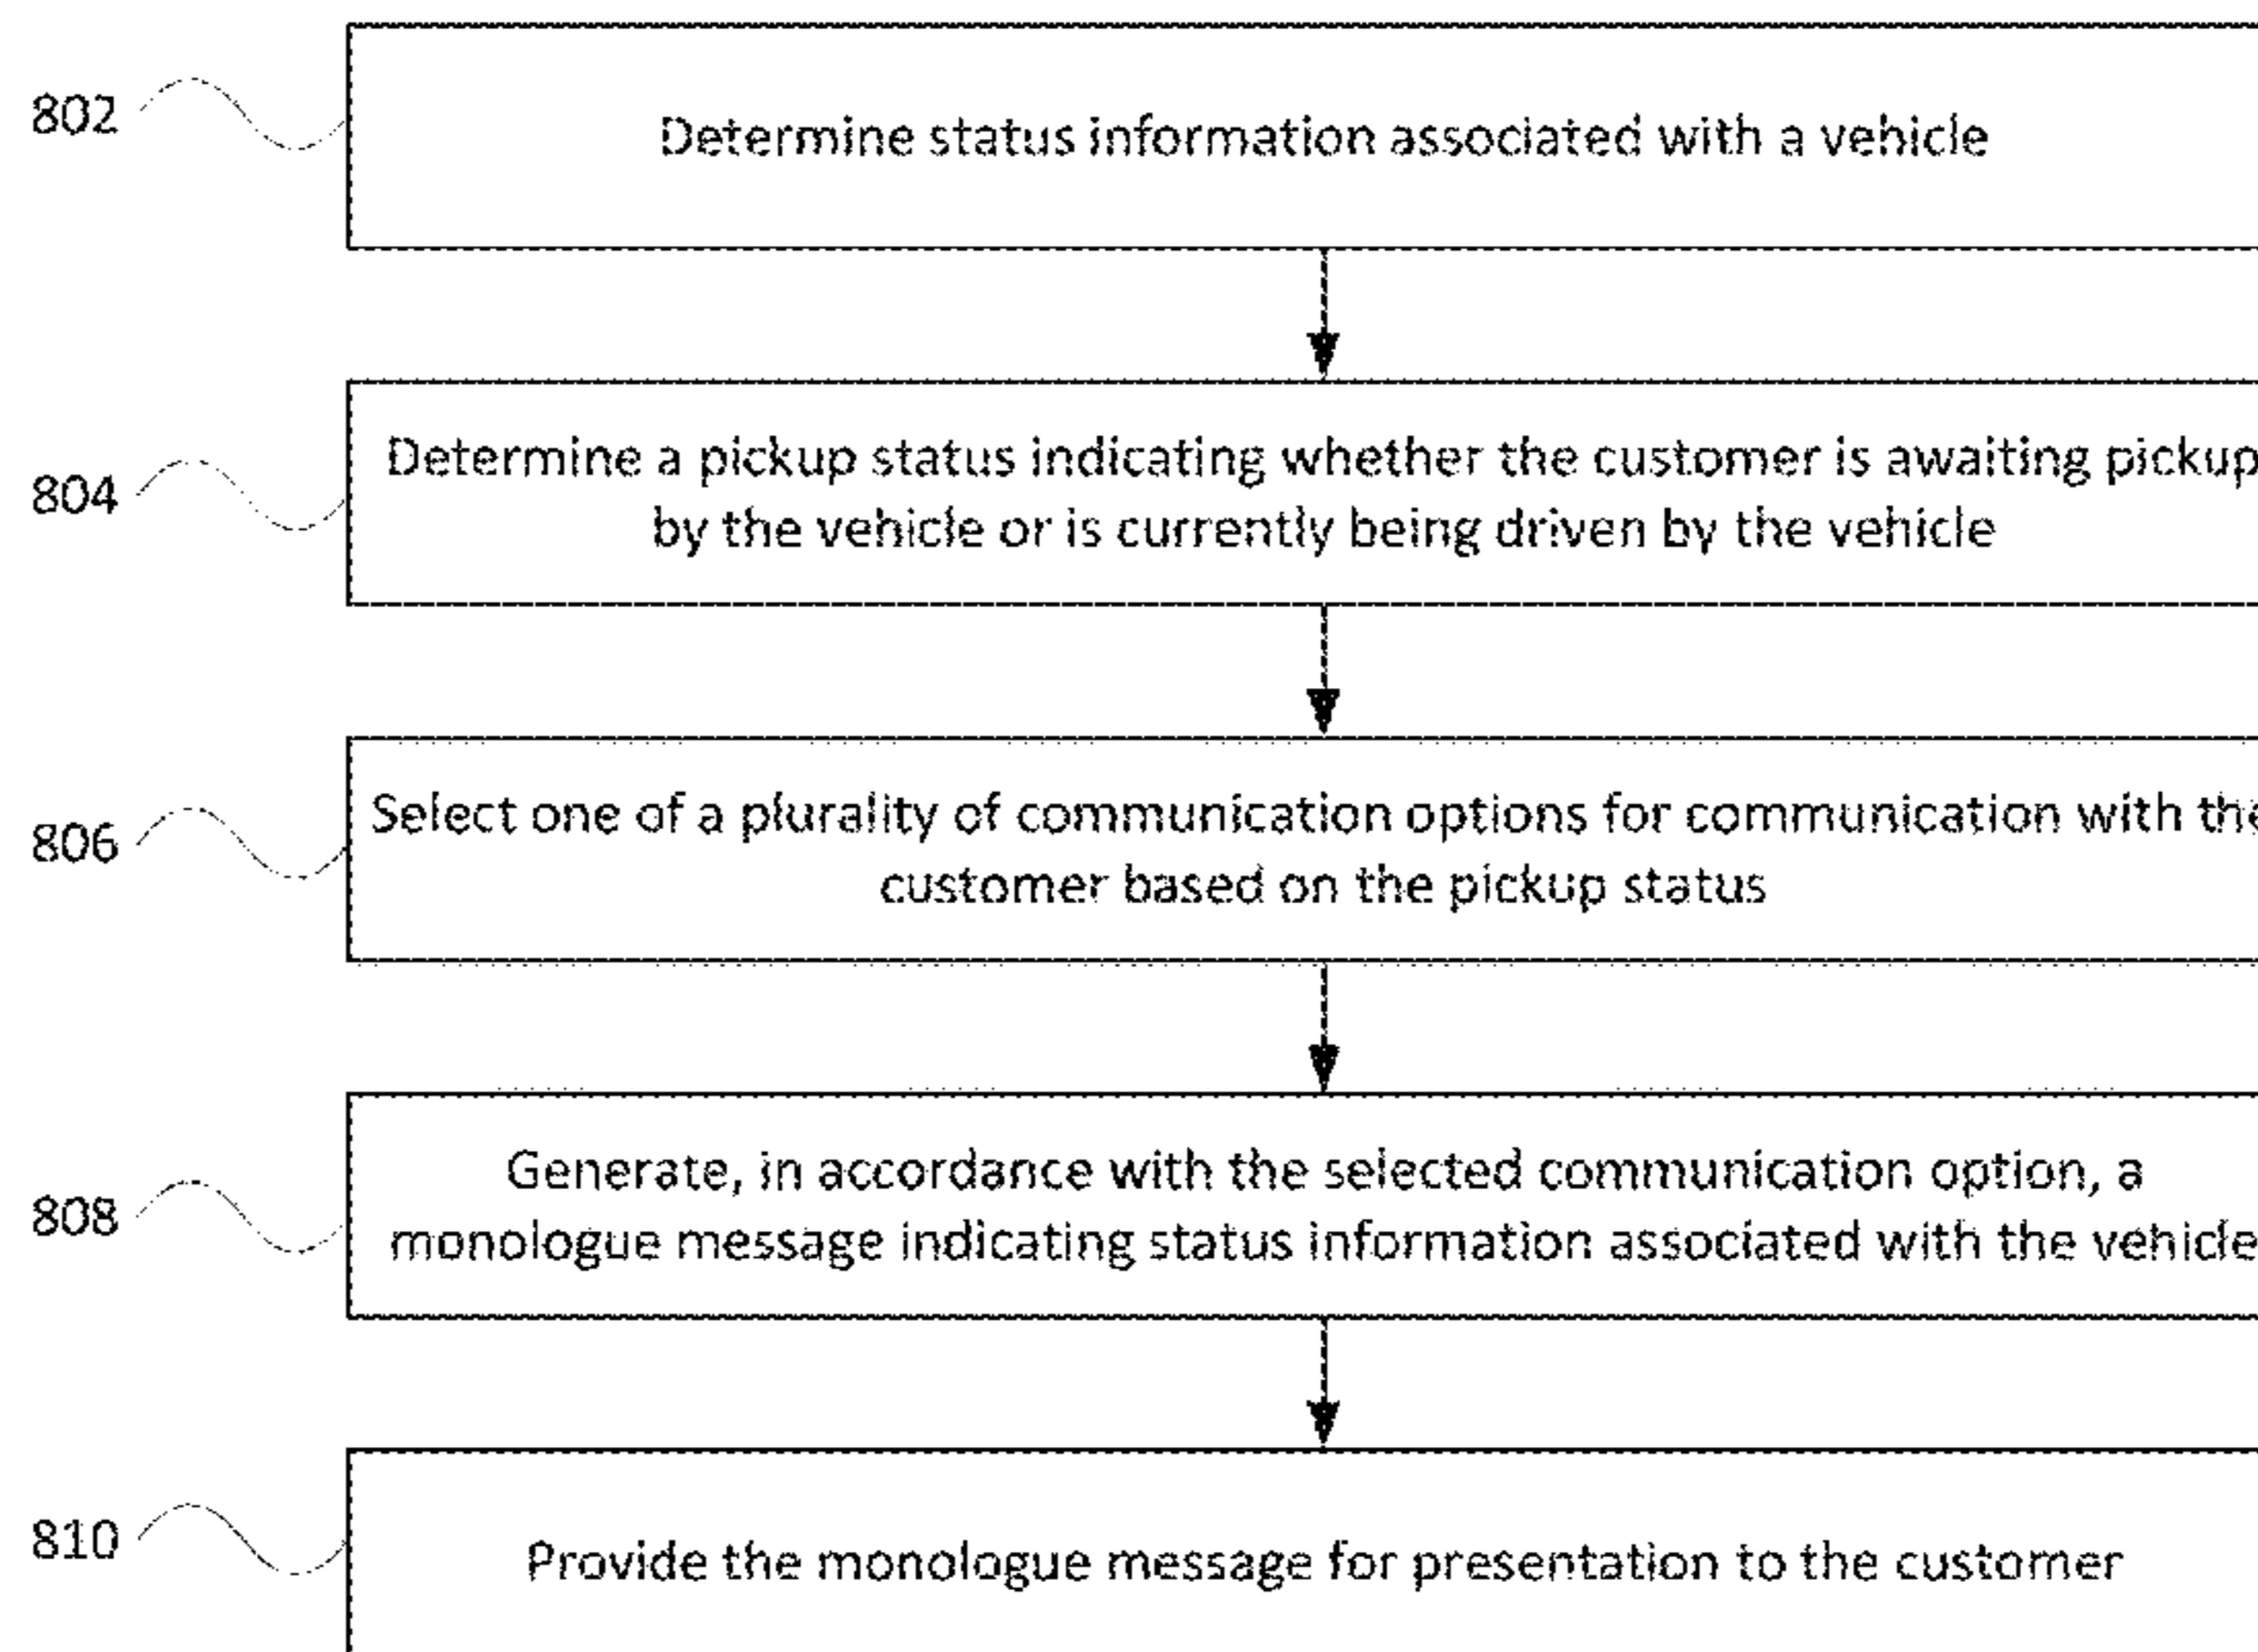 802
Determine status information associated with a vehicle
804
Determine a pickup status indicating whether the customer is awaiting pickup
by the vehicle or is currently being driven by the vehicle
806
Select one of a plurality of communication options for communication with the
customer based on the pickup status
808
Generate, in accordance with the selected communication option, a
monologue message indicating status information associated with the vehicle
810
Provide the monologue message for presentation to the customer